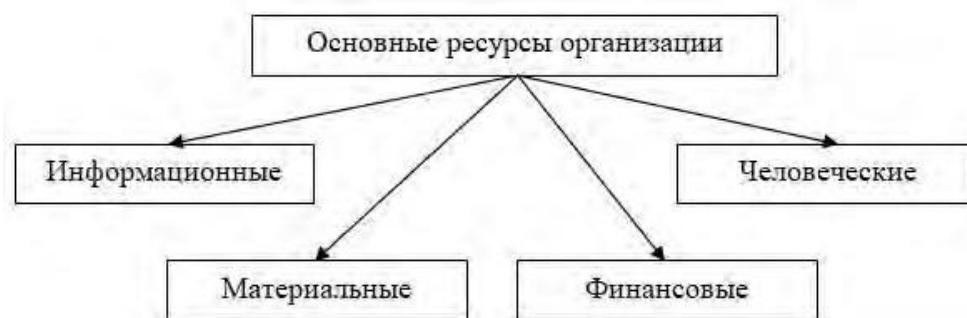 Основные ресурсы организации
Информационные
Человеческие
Материальные
Финансовые